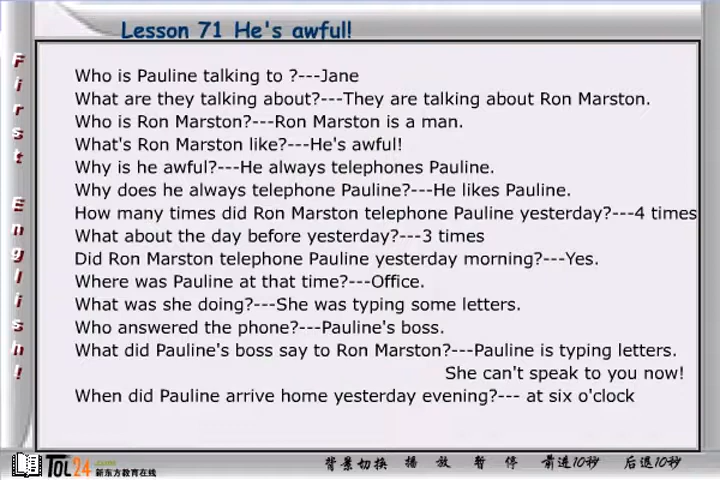 Lesson 71 He's awful!
First English!
Who is Pauline talking to ?---Jane
What are they talking about?---They are talking about Ron Marston.
Who is Ron Marston?---Ron Marston is a man.
What's Ron Marston like?---He's awful!
Why is he awful?---He always telephones Pauline.
Why does he always telephone Pauline?---He likes Pauline.
How many times did Ron Marston telephone Pauline yesterday?---4 times
What about the day before yesterday?---3 times
Did Ron Marston telephone Pauline yesterday morning?---Yes.
Where was Pauline at that time?---Office.
What was she doing?---She was typing some letters.
Who answered the phone?---Pauline's boss.
What did Pauline's boss say to Ron Marston?---Pauline is typing letters.
She can't speak to you now!
When did Pauline arrive home yesterday evening?--- at six o'clock
TOL24.com 新东方教育在线
背景切换 播放 暂停 前进10秒 后退10秒